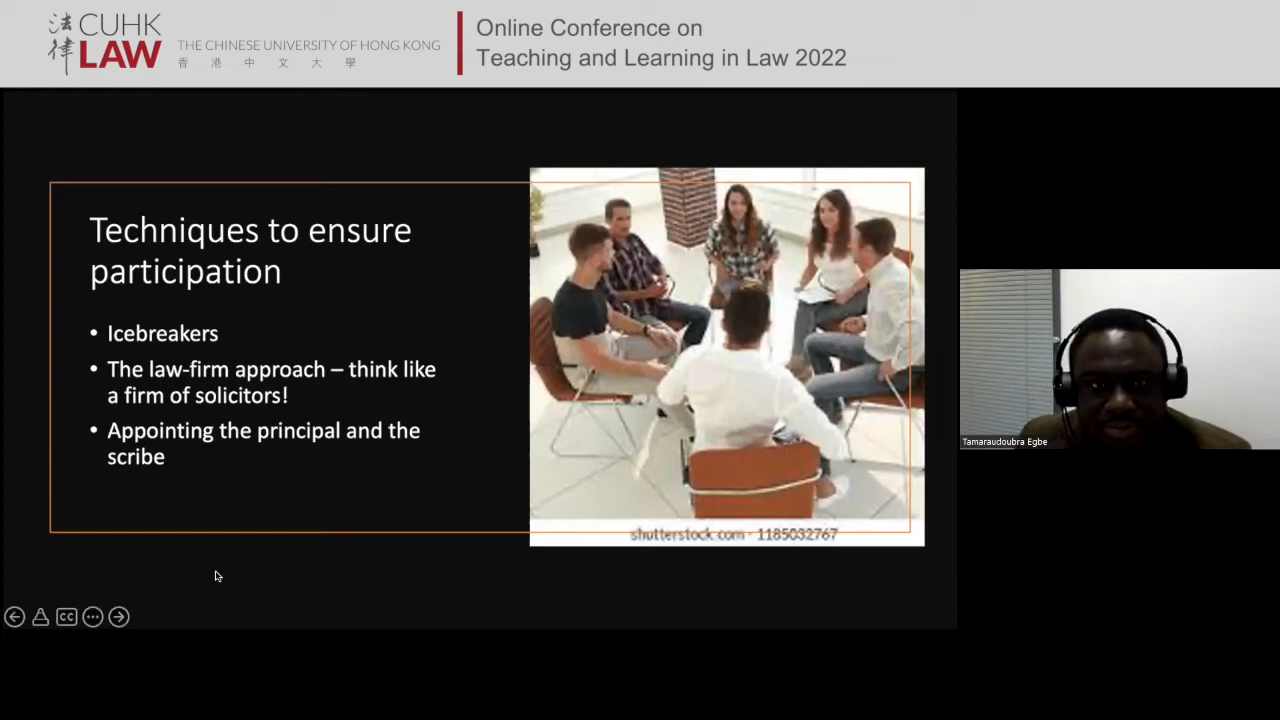 法律
CUHK
LAW
THE CHINESE UNIVERSITY OF HONG KONG
香 港 中 文 大 學
Online Conference on
Teaching and Learning in Law 2022
Techniques to ensure
participation
• Icebreakers
• The law-firm approach – think like
a firm of solicitors!
• Appointing the principal and the
scribe
shutterstock.com · 1185032767
Tamaraudoubra Egbe
CC